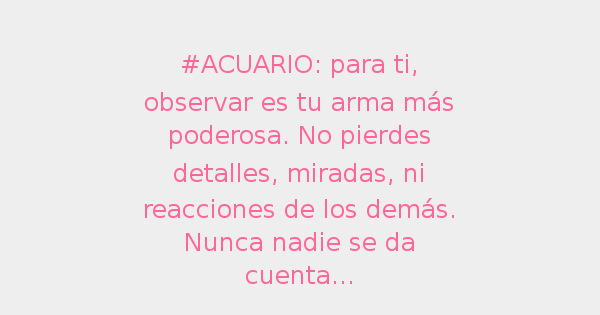 #ACUARIO: para ti,
observar es tu arma más
poderosa. No pierdes
detalles, miradas, ni
reacciones de los demás.
Nunca nadie se da
cuenta...